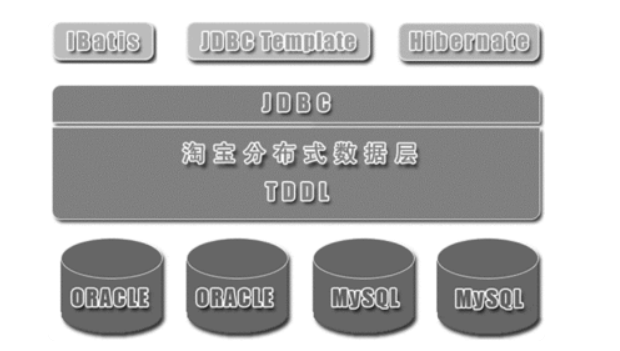 IBatis JDBC Template Hibernate
JDBC
淘宝分布式数据层
TDDL
ORACLE ORACLE MySQL MySQL